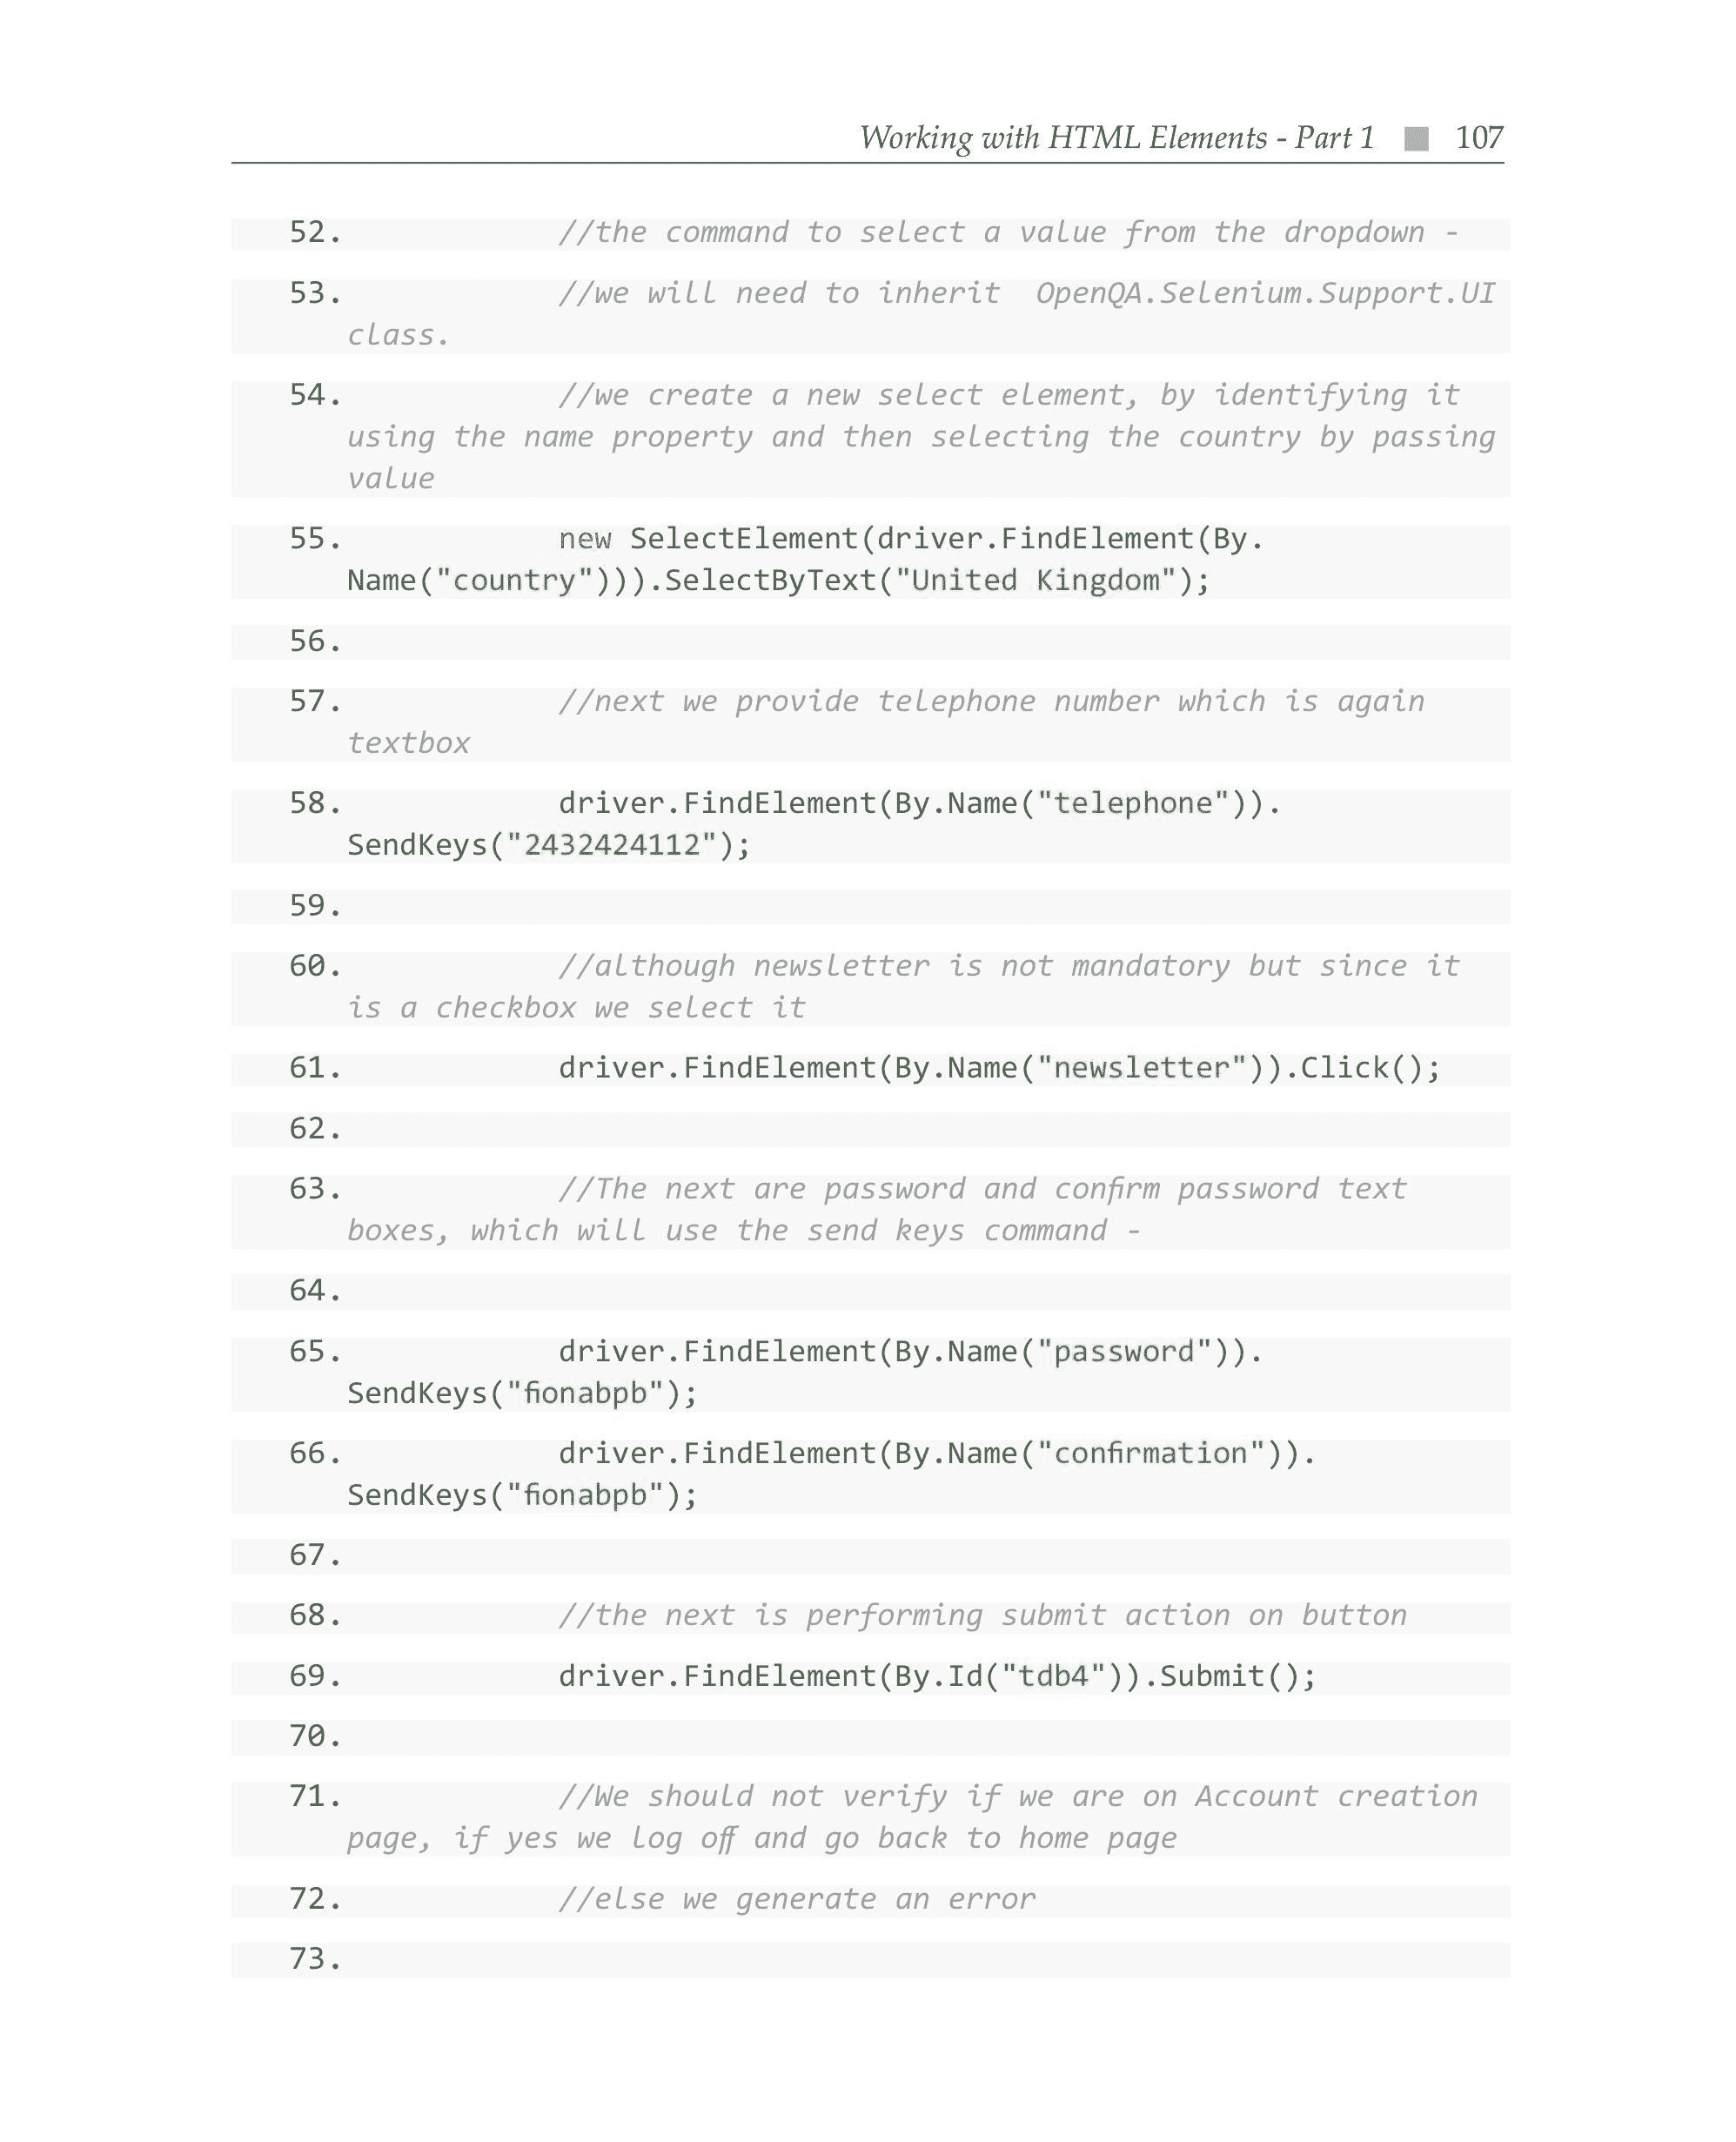 Working with HTML Elements - Part 1 ■ 107
52. //the command to select a value from the dropdown -
53. //we will need to inherit  OpenQA.Selenium.Support.UI
class.
54. //we create a new select element, by identifying it
using the name property and then selecting the country by passing
value
55. new SelectElement(driver.FindElement(By.
Name("country"))).SelectByText("United Kingdom");
56.
57. //next we provide telephone number which is again
textbox
58. driver.FindElement(By.Name("telephone")).
SendKeys("2432424112");
59.
60. //although newsletter is not mandatory but since it
is a checkbox we select it
61. driver.FindElement(By.Name("newsletter")).Click();
62.
63. //The next are password and confirm password text
boxes, which will use the send keys command -
64.
65. driver.FindElement(By.Name("password")).
SendKeys("fionabpb");
66. driver.FindElement(By.Name("confirmation")).
SendKeys("fionabpb");
67.
68. //the next is performing submit action on button
69. driver.FindElement(By.Id("tdb4")).Submit();
70.
71. //We should not verify if we are on Account creation
page, if yes we log off and go back to home page
72. //else we generate an error
73.